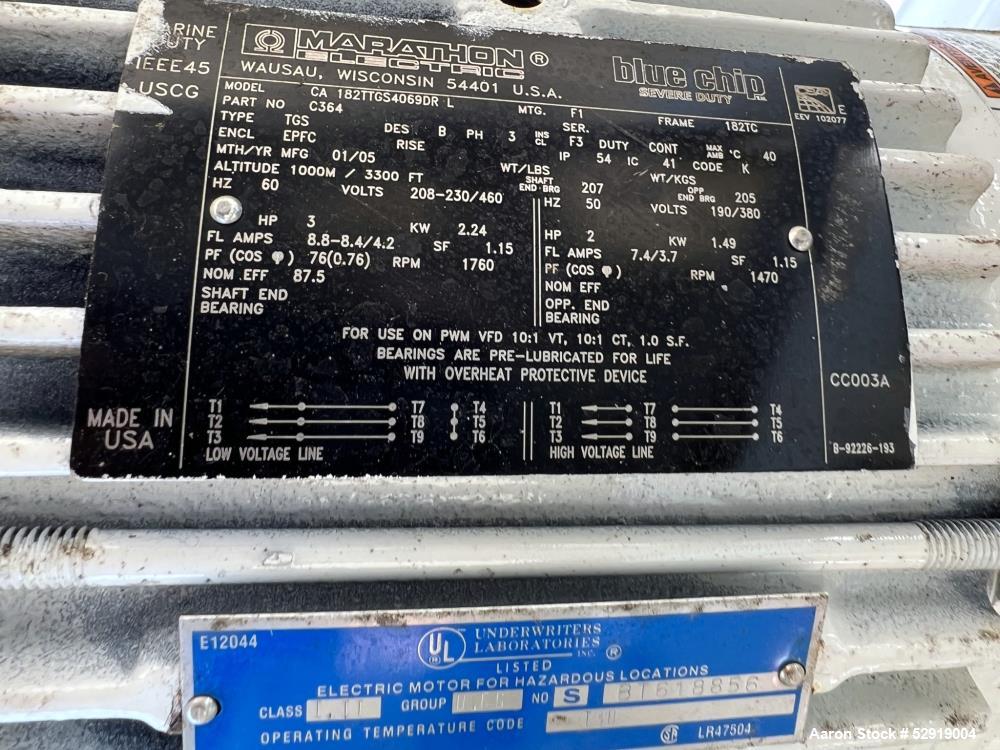 MARINE DUTY
IEEE45
USCG
MARATHON®
ELECTRIC
WAUSAU, WISCONSIN 54401 U.S.A.
blue chip
SEVERE DUTY
E
EEV 102077
MODEL CA 182TTGS4069DR L
PART NO C364 MTG. F1 FRAME 182TC
TYPE TGS DES B PH 3 INS CL F3 DUTY CONT MAX AMB °C 40
SER.
ENCL EPFC RISE IP 54 IC 41 CODE K
MTH/YR MFG 01/05 WT/LBS WT/KGS
ALTITUDE 1000M / 3300 FT SHAFT END BRG 207 OPP END BRG 205
HZ 60 VOLTS 208-230/460
HP 3 KW 2.24
FL AMPS 8.8-8.4/4.2 SF 1.15
PF (COS φ) 76(0.76) RPM 1760
NOM EFF 87.5
SHAFT END
BEARING
HZ 50 VOLTS 190/380
HP 2 KW 1.49
FL AMPS 7.4/3.7 SF 1.15
PF (COS φ) RPM 1470
NOM EFF
OPP. END
BEARING
FOR USE ON PWM VFD 10:1 VT, 10:1 CT, 1.0 S.F.
BEARINGS ARE PRE-LUBRICATED FOR LIFE
WITH OVERHEAT PROTECTIVE DEVICE
CC003A
MADE IN
USA
T1 T7 T4
T2 T8 T5
T3 T9 T6
LOW VOLTAGE LINE
T1 T7 T4
T2 T8 T5
T3 T9 T6
HIGH VOLTAGE LINE
8-92226-193
E12044
UL
UNDERWRITERS
LABORATORIES
INC. ®
LISTED
ELECTRIC MOTOR FOR HAZARDOUS LOCATIONS
CLASS GROUP NO S
OPERATING TEMPERATURE CODE
LR47504
Aaron Stock # 52919004